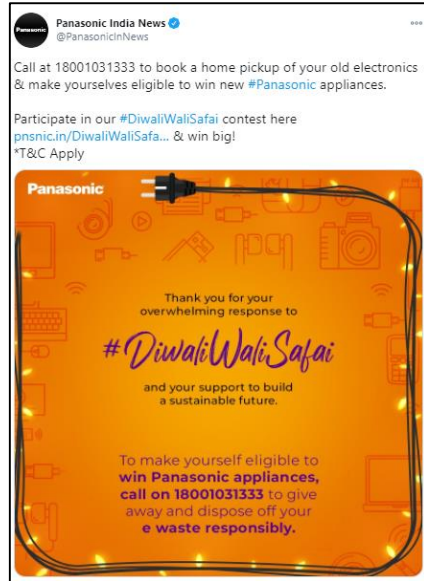 Panasonic
Panasonic India News
@PanasonicInNews
Call at 18001031333 to book a home pickup of your old electronics
& make yourselves eligible to win new #Panasonic appliances.
Participate in our #DiwaliWaliSafai contest here
pnsnic.in/DiwaliWaliSafa... & win big!
*T&C Apply
Panasonic
Thank you for your
overwhelming response to
#DiwaliWaliSafai
and your support to build
a sustainable future.
To make yourself eligible to
win Panasonic appliances,
call on 18001031333 to give
away and dispose off your
e waste responsibly.